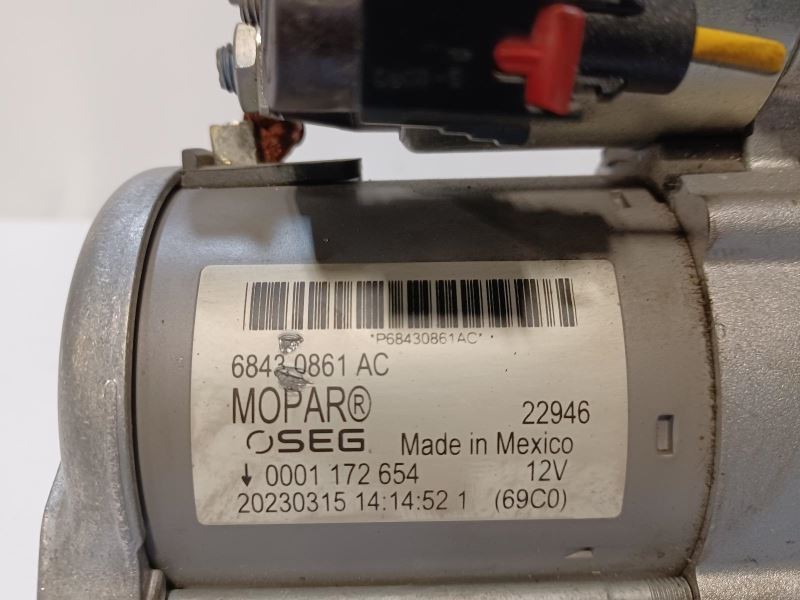 *P68430861AC*
6843 0861 AC
MOPAR®
22946
SEG Made in Mexico
0001 172 654 12V
20230315 14:14:52 1 (69C0)